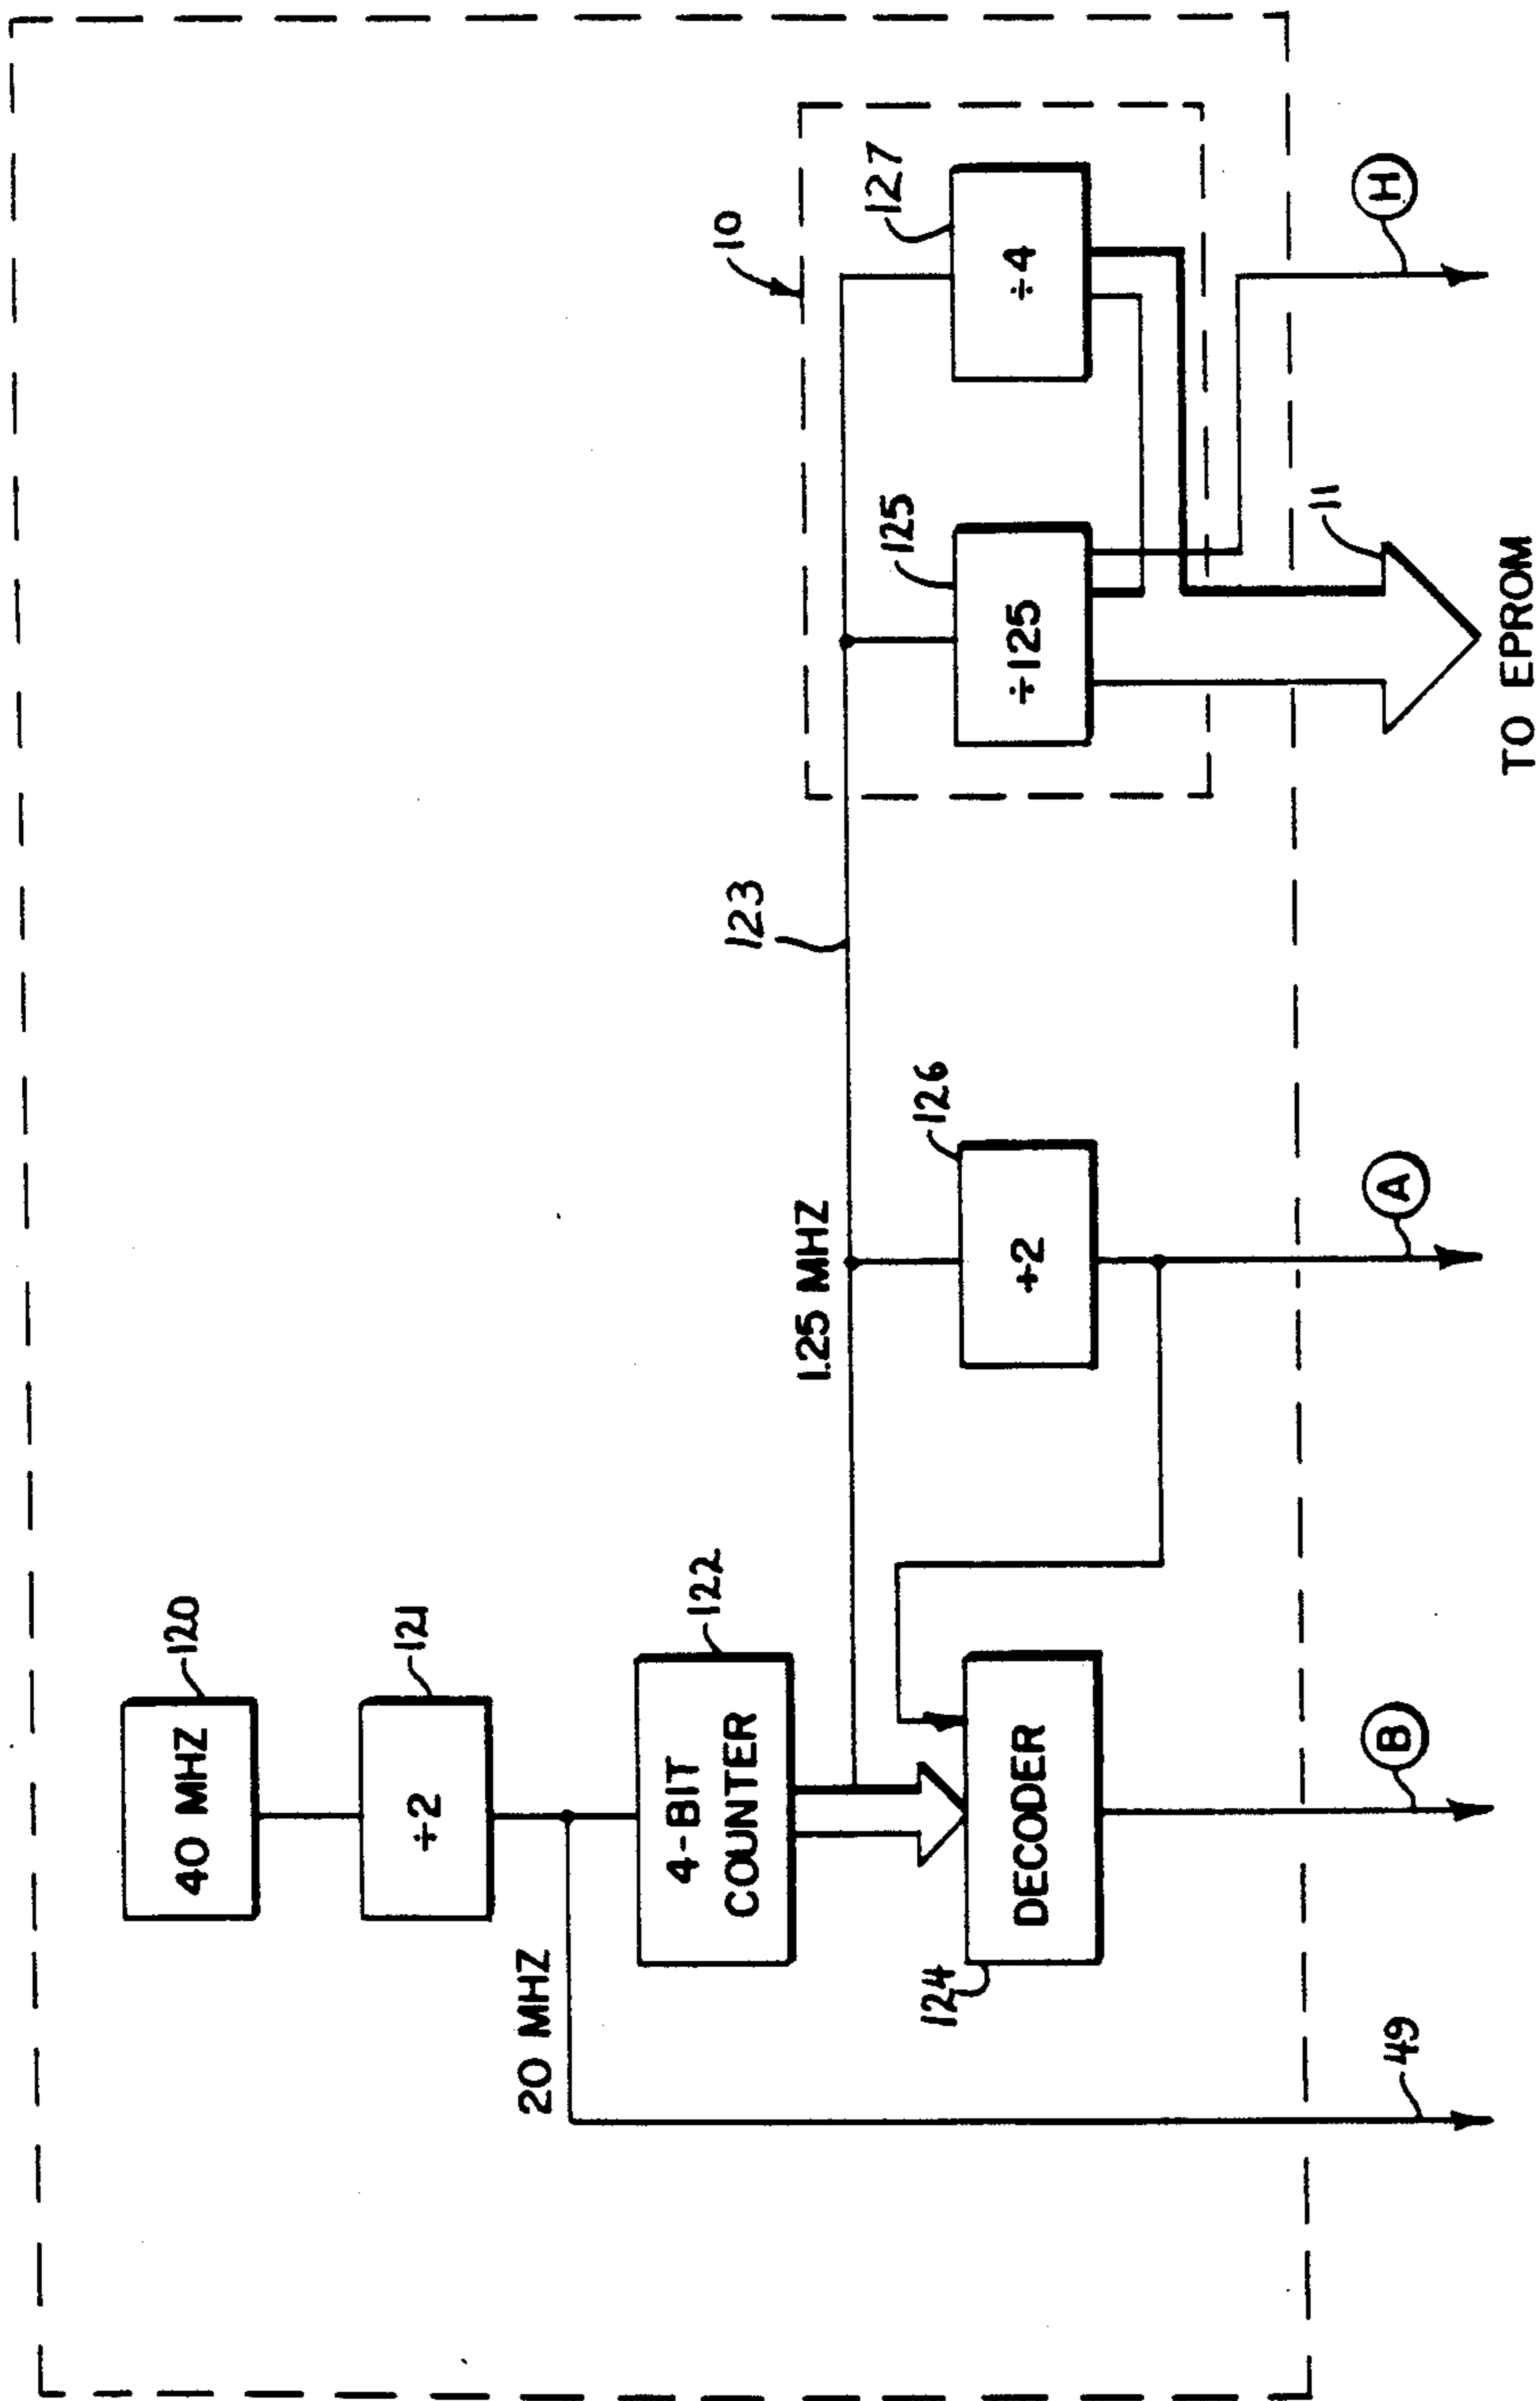 40 MHZ
120
÷2
121
20 MHZ
4-BIT
COUNTER
122
1.25 MHZ
123
10
DECODER
124
+2
126
÷125
125
÷4
127
49
B
A
11
H
TO EPROM